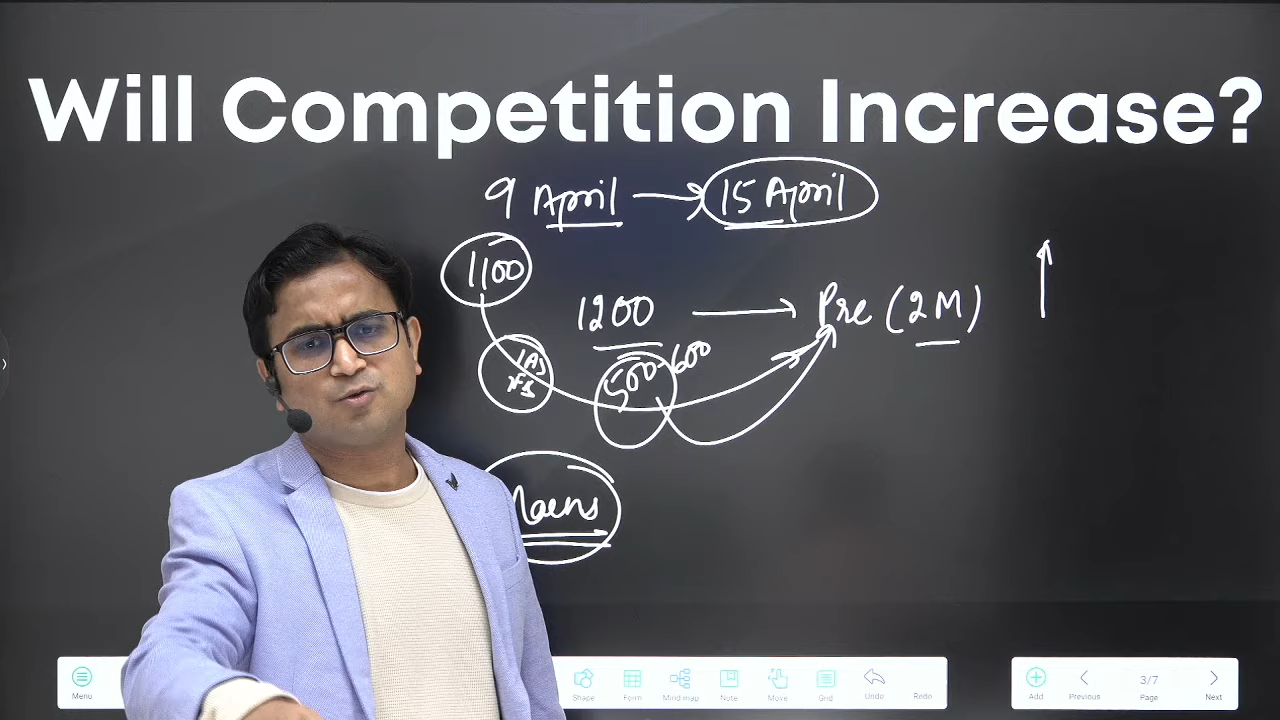 Will Competition Increase?
9 April → 15 April
1100
1200 → Pre (2M) ↑
IAS
IFS
500-600
Mains
Menu
Shape
Form
Mind map
Note
Move
Grid
Undo
Redo
Add
Previous
3/7
Page
Next